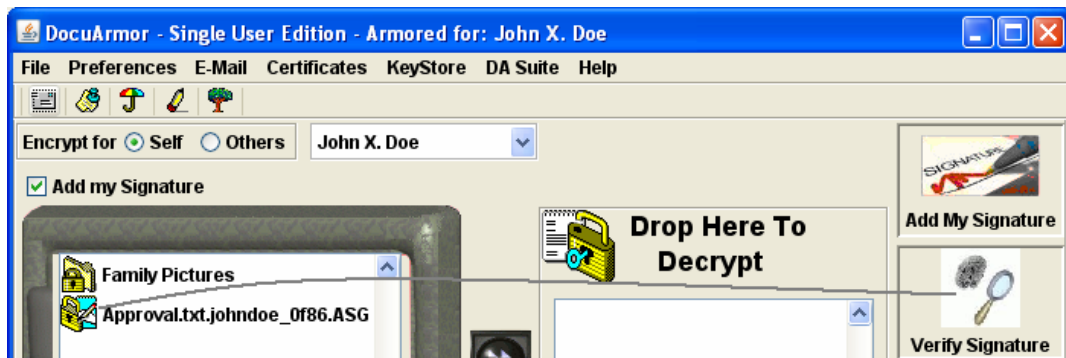 DocuArmor - Single User Edition - Armored for: John X. Doe
File Preferences E-Mail Certificates KeyStore DA Suite Help
Encrypt for Self Others John X. Doe
Add my Signature
SIGNATURE
Add My Signature
Drop Here To
Decrypt
Family Pictures
Approval.txt.johndoe_0f86.ASG
Verify Signature